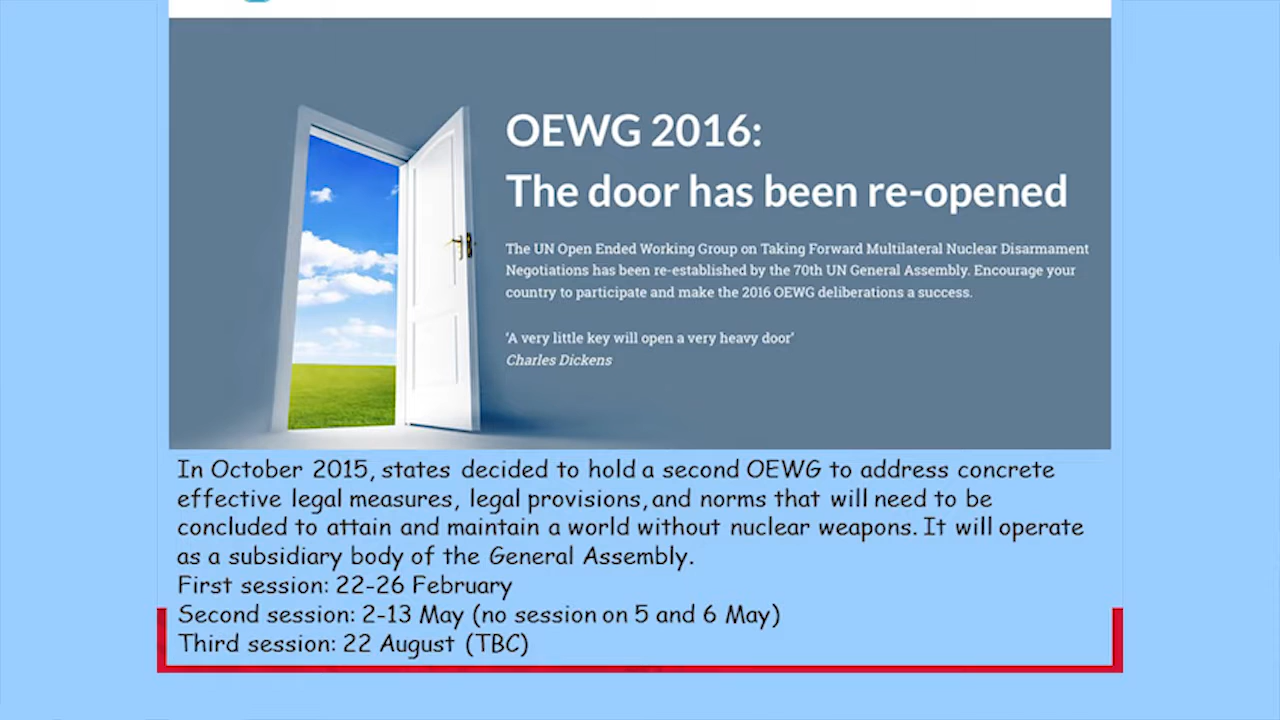 OEWG 2016:
The door has been re-opened
The UN Open Ended Working Group on Taking Forward Multilateral Nuclear Disarmament
Negotiations has been re-established by the 70th UN General Assembly. Encourage your
country to participate and make the 2016 OEWG deliberations a success.
'A very little key will open a very heavy door'
Charles Dickens
In October 2015, states decided to hold a second OEWG to address concrete
effective legal measures, legal provisions, and norms that will need to be
concluded to attain and maintain a world without nuclear weapons. It will operate
as a subsidiary body of the General Assembly.
First session: 22-26 February
Second session: 2-13 May (no session on 5 and 6 May)
Third session: 22 August (TBC)